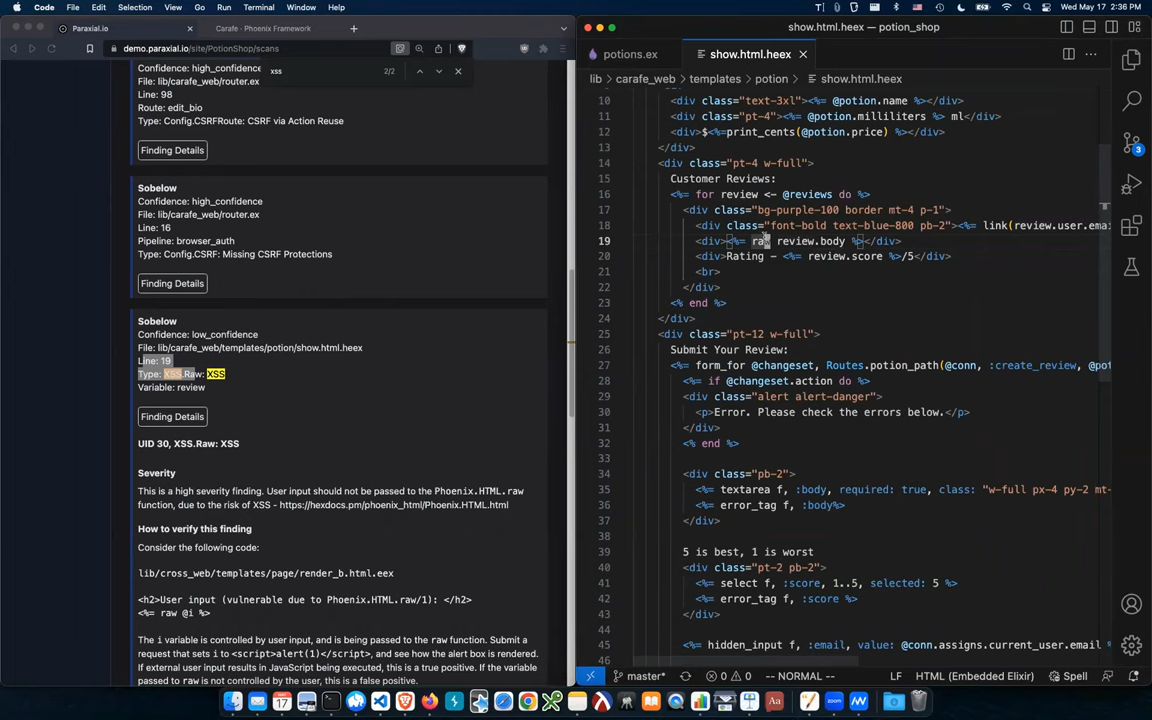 Code File Edit Selection View Go Run Terminal Window Help Wed May 17 2:36 PM
Paraxial.io Carafe · Phoenix Framework
demo.paraxial.io/site/PotionShop/scans
xss 2/2
Confidence: high_confidence
File: lib/carafe_web/router.ex
Line: 98
Route: edit_bio
Type: Config.CSRFRoute: CSRF via Action Reuse
Finding Details
Sobelow
Confidence: high_confidence
File: lib/carafe_web/router.ex
Line: 16
Pipeline: browser_auth
Type: Config.CSRF: Missing CSRF Protections
Finding Details
Sobelow
Confidence: low_confidence
File: lib/carafe_web/templates/potion/show.html.heex
Line: 19
Type: XSS.Raw: XSS
Variable: review
Finding Details
UID 30, XSS.Raw: XSS
Severity
This is a high severity finding. User input should not be passed to the Phoenix.HTML.raw
function, due to the risk of XSS - https://hexdocs.pm/phoenix_html/Phoenix.HTML.html
How to verify this finding
Consider the following code:
lib/cross_web/templates/page/render_b.html.eex
<h2>User input (vulnerable due to Phoenix.HTML.raw/1): </h2>
<%= raw @i %>
The i variable is controlled by user input, and is being passed to the raw function. Submit a
request that sets i to <script>alert(1)</script>, and see how the alert box is rendered.
If external user input results in JavaScript being executed, this is a true positive. If the variable
passed to raw is not controlled by the user, this is a false positive.
show.html.heex — potion_shop
potions.ex show.html.heex
lib > carafe_web > templates > potion > show.html.heex
10 <div class="text-3xl"><%= @potion.name %></div>
11 <div class="pt-4"><%= @potion.milliliters %> ml</div>
12 <div>$<%=print_cents(@potion.price) %></div>
13 </div>
14 <div class="pt-4 w-full">
15 Customer Reviews:
16 <%= for review <- @reviews do %>
17 <div class="bg-purple-100 border mt-4 p-1">
18 <div class="font-bold text-blue-800 pb-2"><%= link(review.user.emai
19 <div><%= raw review.body %></div>
20 <div>Rating - <%= review.score %>/5</div>
21 <br>
22 </div>
23 <% end %>
24 </div>
25 <div class="pt-12 w-full">
26 Submit Your Review:
27 <%= form_for @changeset, Routes.potion_path(@conn, :create_review, @pot
28 <%= if @changeset.action do %>
29 <div class="alert alert-danger">
30 <p>Error. Please check the errors below.</p>
31 </div>
32 <% end %>
33
34 <div class="pb-2">
35 <%= textarea f, :body, required: true, class: "w-full px-4 py-2 mt-
36 <%= error_tag f, :body%>
37 </div>
38
39 5 is best, 1 is worst
40 <div class="pt-2 pb-2">
41 <%= select f, :score, 1..5, selected: 5 %>
42 <%= error_tag f, :score %>
43 </div>
44
45 <%= hidden_input f, :email, value: @conn.assigns.current_user.email %
46
3
master* 0 0 -- NORMAL -- LF HTML (Embedded Elixir) Spell